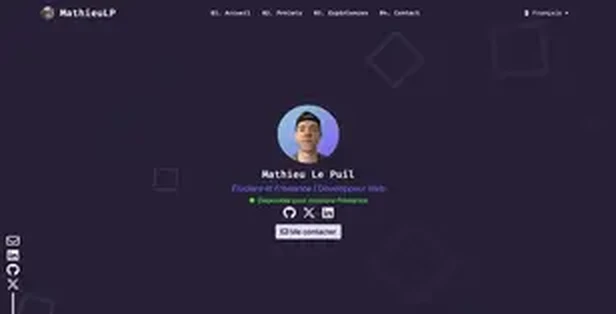 MathieuLP
01. Accueil 02. Projets 03. Expérience 04. Contact
Français
Mathieu Le Puil
Étudiant et Freelance | Développeur Web
Disponible pour missions freelance
Me contacter